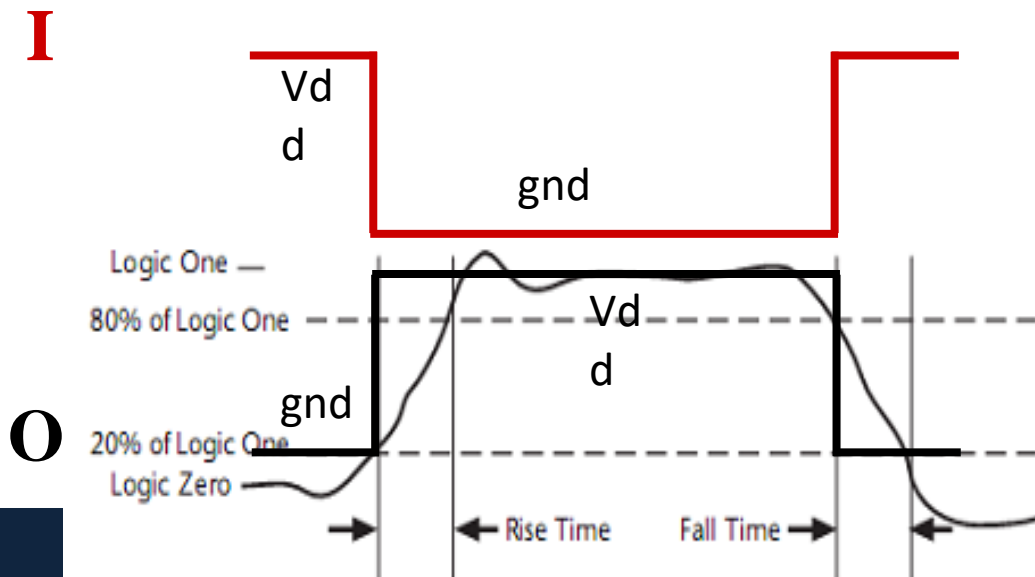 I
Vd
d
gnd
Logic One
80% of Logic One
Vd
d
gnd
O
20% of Logic One
Logic Zero
Rise Time
Fall Time